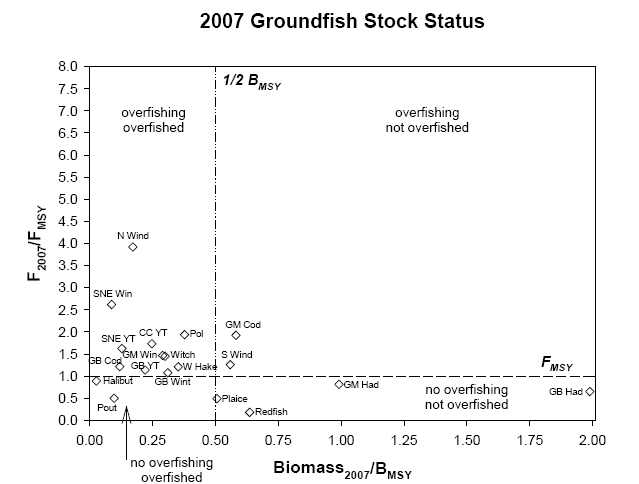 2007 Groundfish Stock Status
8.0
7.5
7.0
6.5
6.0
5.5
5.0
4.5
4.0
3.5
3.0
2.5
2.0
1.5
1.0
0.5
0.0
F2007/FMSY
1/2 BMSY
overfishing
overfished
overfishing
not overfished
N Wind
SNE Win
GM Cod
Pol
CC YT
SNE YT
GM Win
Witch
S Wind
FMSY
GB Cod
GB YT
W Hake
GB Wint
Halibut
GM Had
no overfishing
not overfished
GB Had
Pout
Plaice
Redfish
0.00
0.25
0.50
0.75
1.00
1.25
1.50
1.75
2.00
no overfishing
overfished
Biomass2007/BMSY